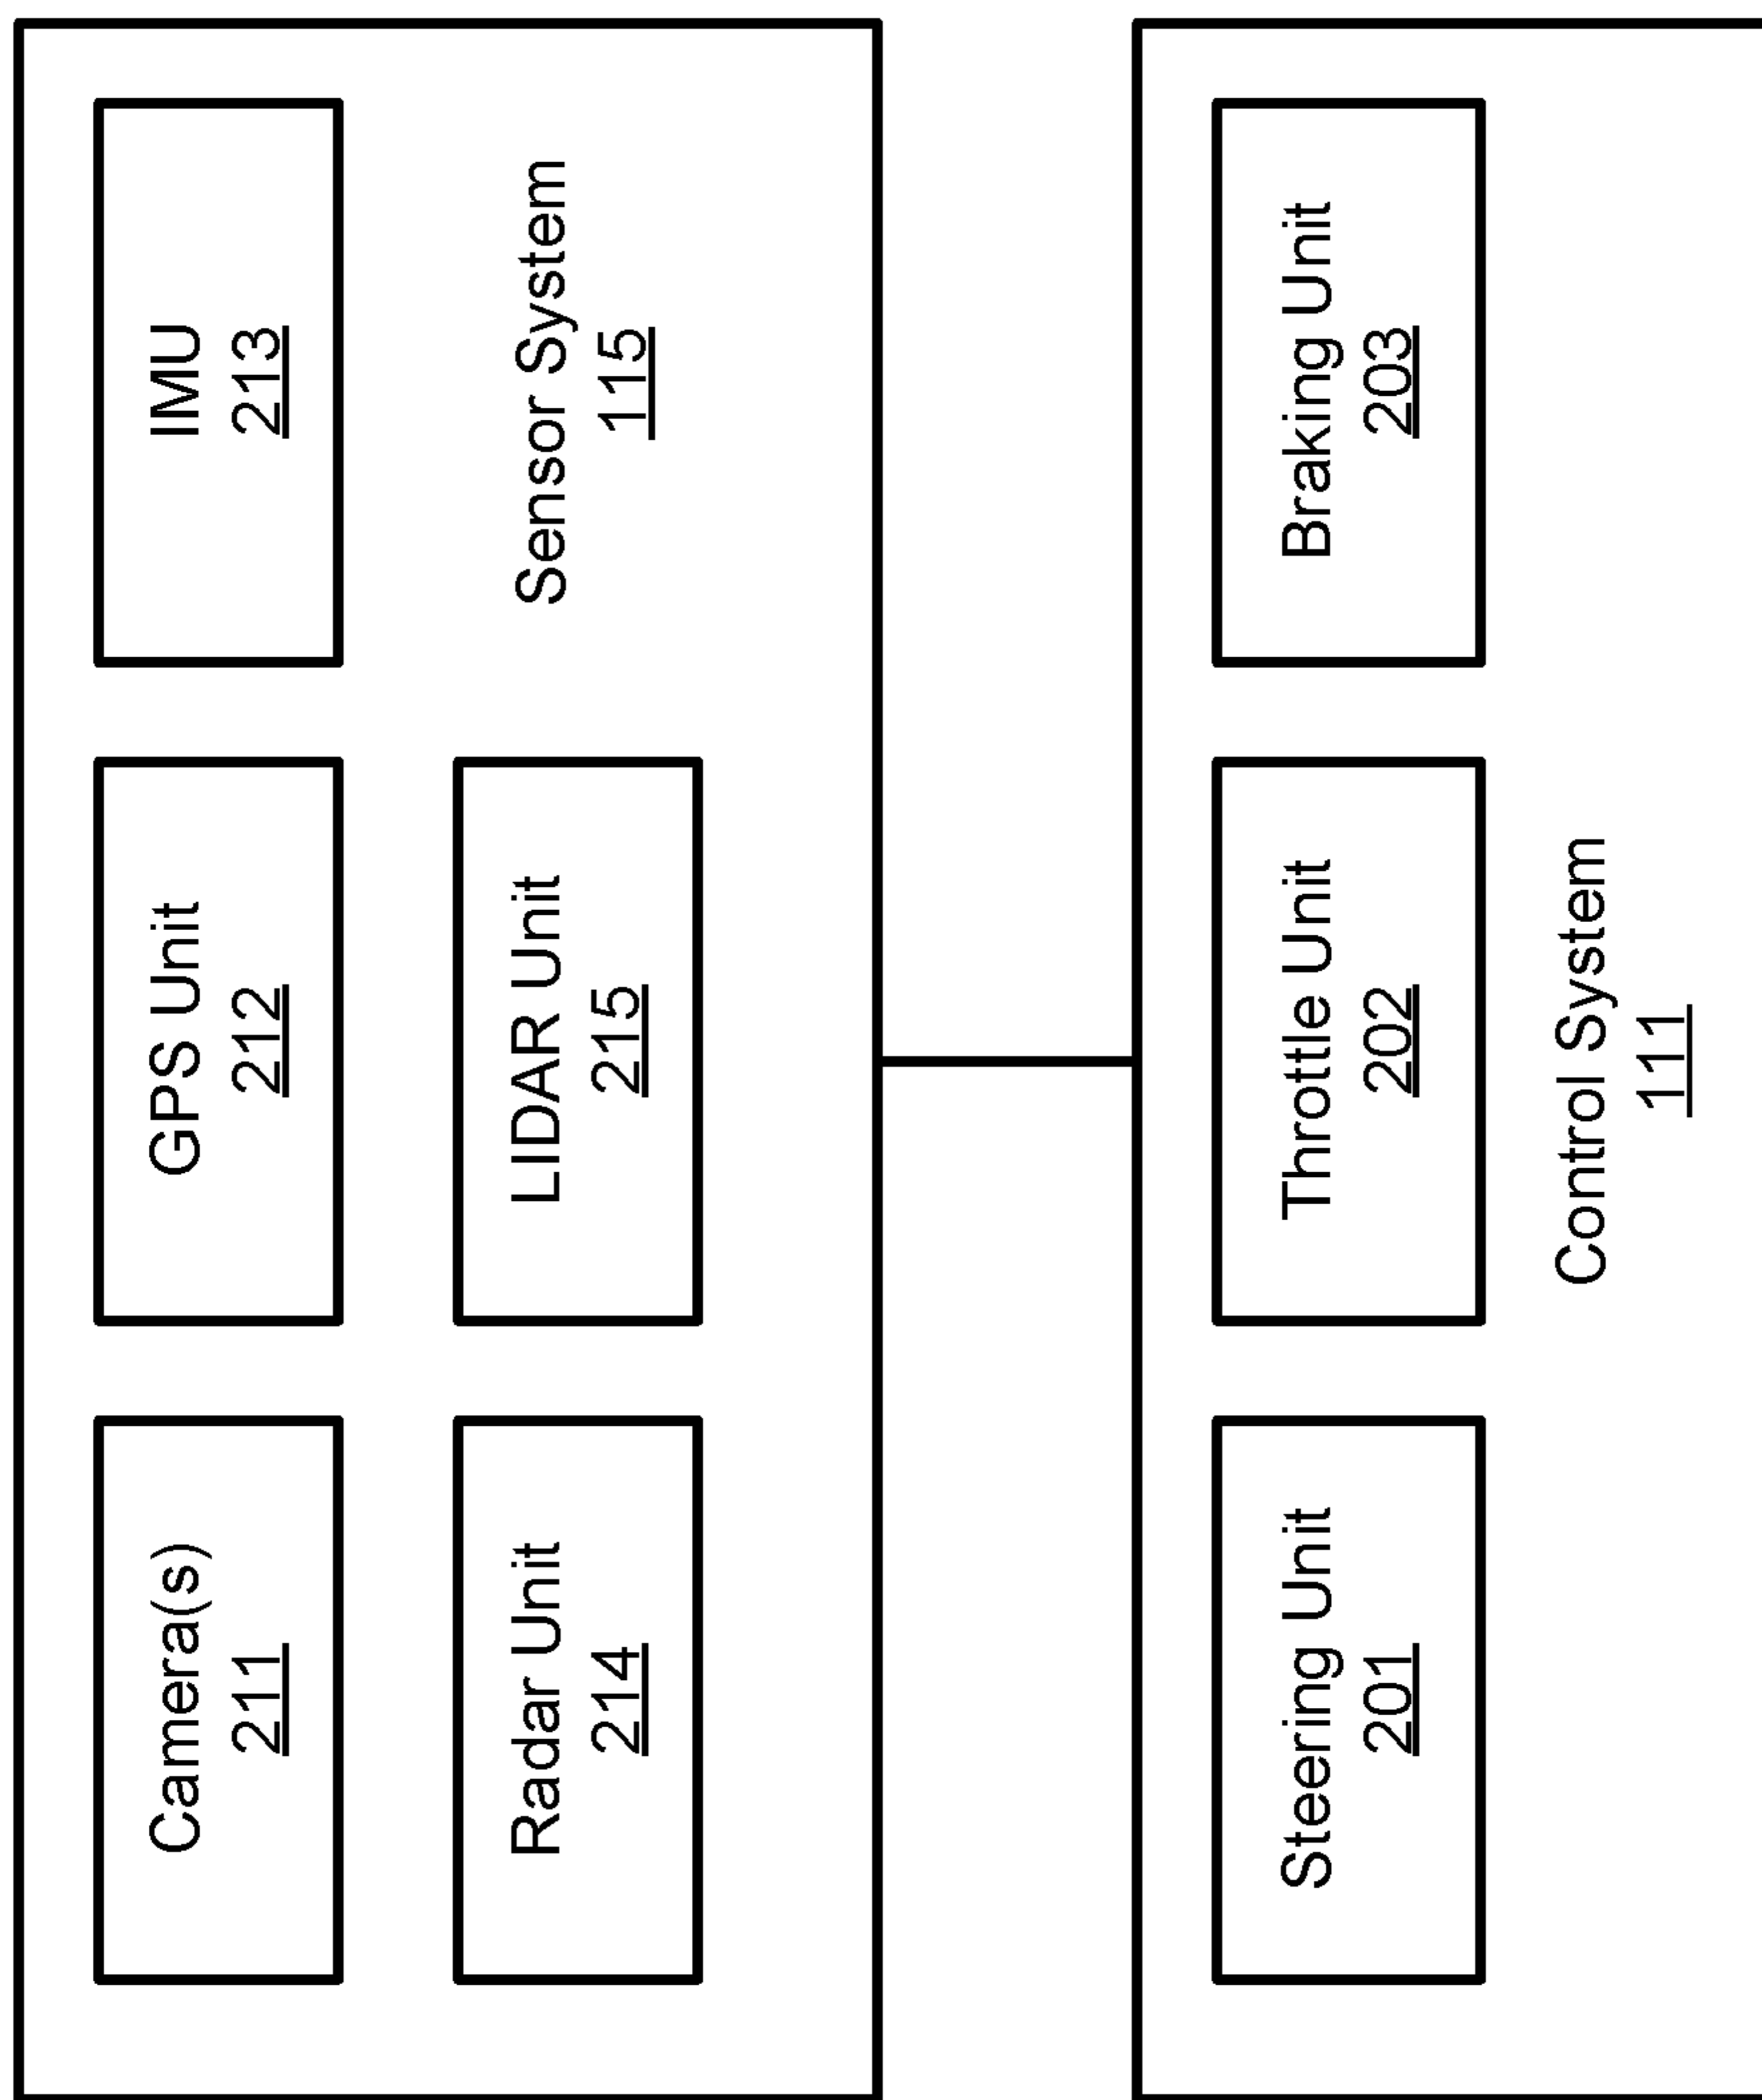 Camera(s)
211
GPS Unit
212
IMU
213
Radar Unit
214
LIDAR Unit
215
Sensor System
115
Steering Unit
201
Throttle Unit
202
Braking Unit
203
Control System
111